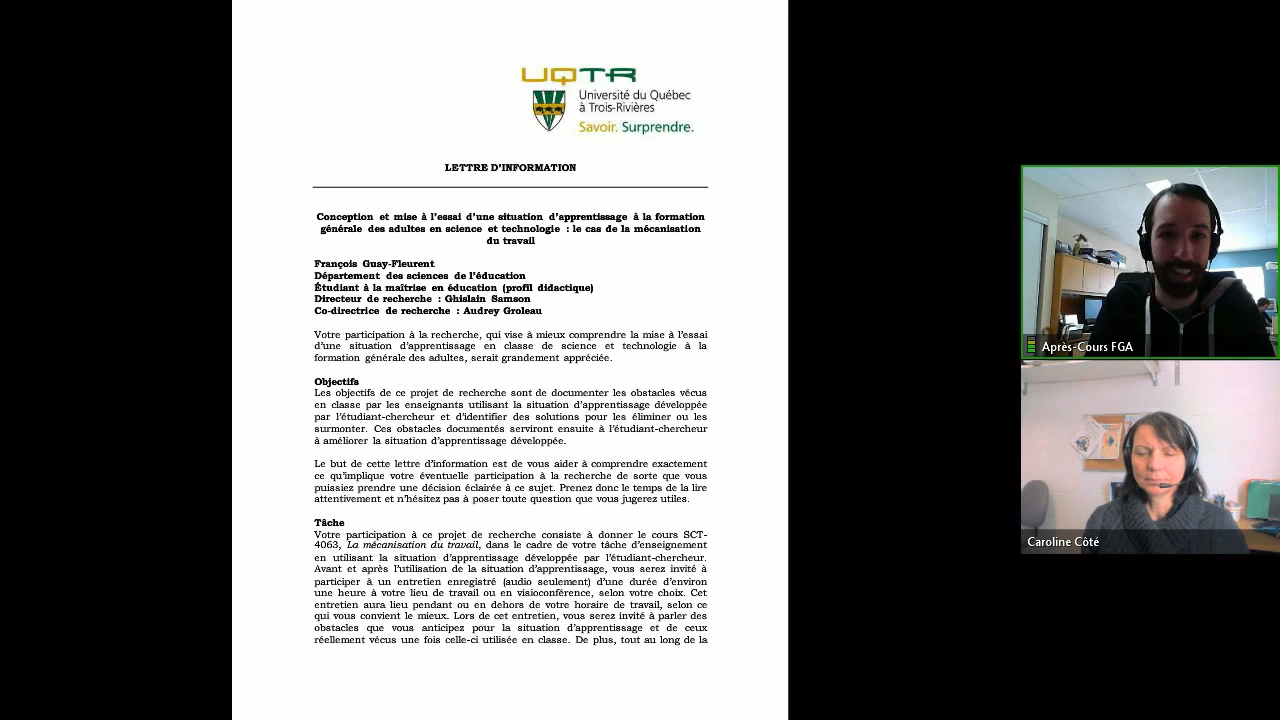 UQTR
Université du Québec
à Trois-Rivières
Savoir. Surprendre.
LETTRE D'INFORMATION
Conception et mise à l'essai d'une situation d'apprentissage à la formation
générale des adultes en science et technologie : le cas de la mécanisation
du travail
François Guay-Fleurent
Département des sciences de l'éducation
Étudiant à la maîtrise en éducation (profil didactique)
Directeur de recherche : Ghislain Samson
Co-directrice de recherche : Audrey Groleau
Votre participation à la recherche, qui vise à mieux comprendre la mise à l'essai
d'une situation d'apprentissage en classe de science et technologie à la
formation générale des adultes, serait grandement appréciée.
Objectifs
Les objectifs de ce projet de recherche sont de documenter les obstacles vécus
en classe par les enseignants utilisant la situation d'apprentissage développée
par l'étudiant-chercheur et d'identifier des solutions pour les éliminer ou les
surmonter. Ces obstacles documentés serviront ensuite à l'étudiant-chercheur
à améliorer la situation d'apprentissage développée.
Le but de cette lettre d'information est de vous aider à comprendre exactement
ce qu'implique votre éventuelle participation à la recherche de sorte que vous
puissiez prendre une décision éclairée à ce sujet. Prenez donc le temps de la lire
attentivement et n'hésitez pas à poser toute question que vous jugerez utiles.
Tâche
Votre participation à ce projet de recherche consiste à donner le cours SCT-
4063, La mécanisation du travail, dans le cadre de votre tâche d'enseignement
en utilisant la situation d'apprentissage développée par l'étudiant-chercheur.
Avant et après l'utilisation de la situation d'apprentissage, vous serez invité à
participer à un entretien enregistré (audio seulement) d'une durée d'environ
une heure à votre lieu de travail ou en visioconférence, selon votre choix. Cet
entretien aura lieu pendant ou en dehors de votre horaire de travail, selon ce
qui vous convient le mieux. Lors de cet entretien, vous serez invité à parler des
obstacles que vous anticipez pour la situation d'apprentissage et de ceux
réellement vécus une fois celle-ci utilisée en classe. De plus, tout au long de la
Après-Cours FGA
Caroline Côté